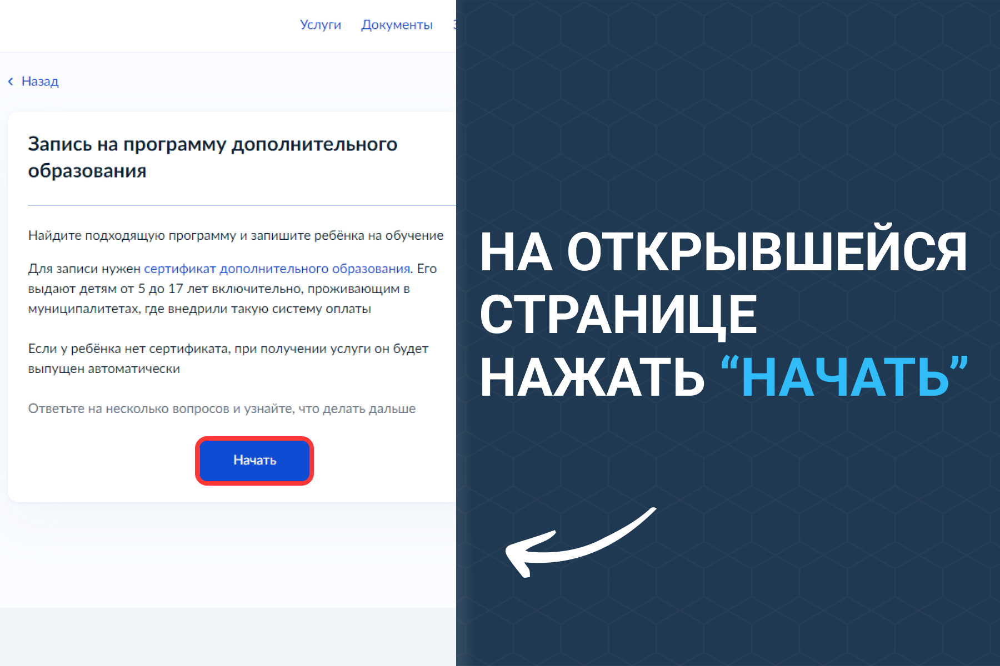 Услуги Документы
Назад
Запись на программу дополнительного
образования
Найдите подходящую программу и запишите ребёнка на обучение
Для записи нужен сертификат дополнительного образования. Его
выдают детям от 5 до 17 лет включительно, проживающим в
муниципалитетах, где внедрили такую систему оплаты
Если у ребёнка нет сертификата, при получении услуги он будет
выпущен автоматически
Ответьте на несколько вопросов и узнайте, что делать дальше
Начать
НА ОТКРЫВШЕЙСЯ
СТРАНИЦЕ
НАЖАТЬ “НАЧАТЬ”